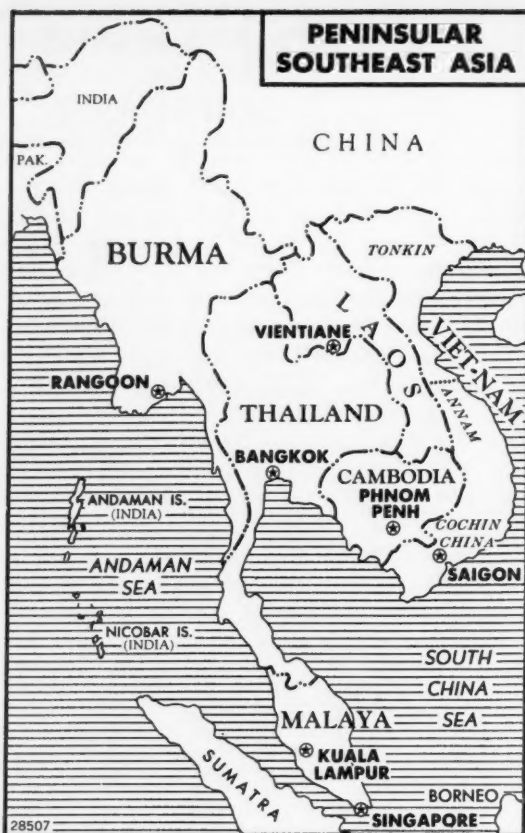 PENINSULAR
SOUTHEAST ASIA
INDIA
CHINA
PAK.
BURMA
TONKIN
LAOS
VIENTIANE
VIET-NAM
RANGOON
THAILAND
ANNAM
BANGKOK
CAMBODIA
PHNOM
PENH
ANDAMAN IS.
(INDIA)
COCHIN
CHINA
ANDAMAN
SEA
SAIGON
NICOBAR IS.
(INDIA)
SOUTH
CHINA
SEA
MALAYA
KUALA
LAMPUR
SUMATRA
BORNEO
SINGAPORE
28507